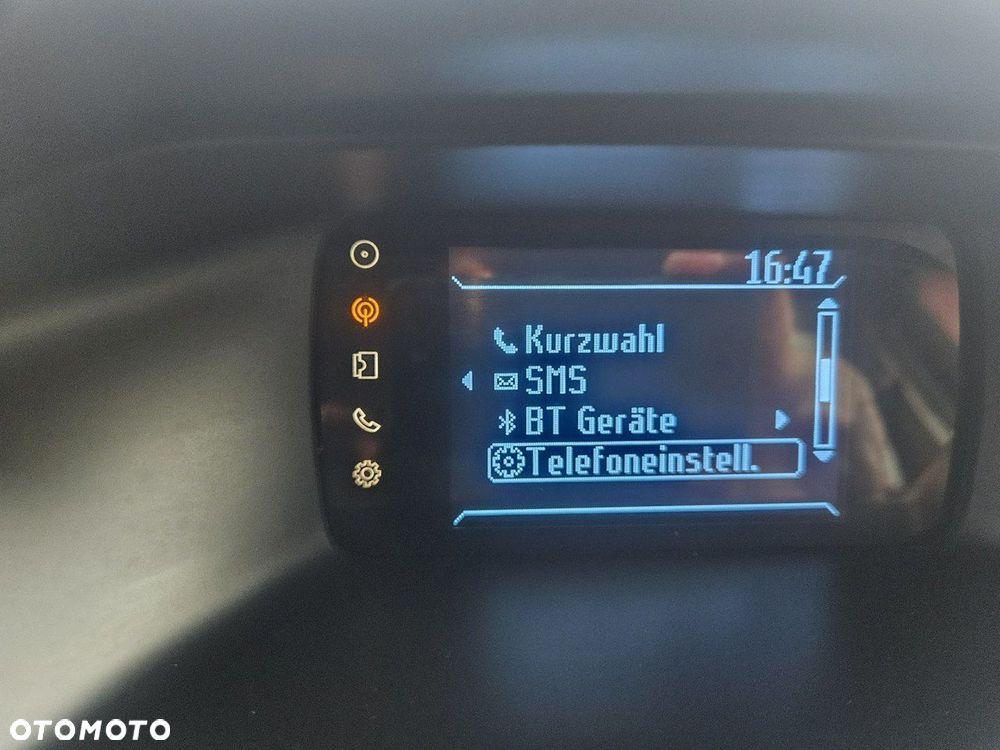 16:47
Kurzwahl
SMS
BT Geräte
Telefoneinstell.
OTOMOTO